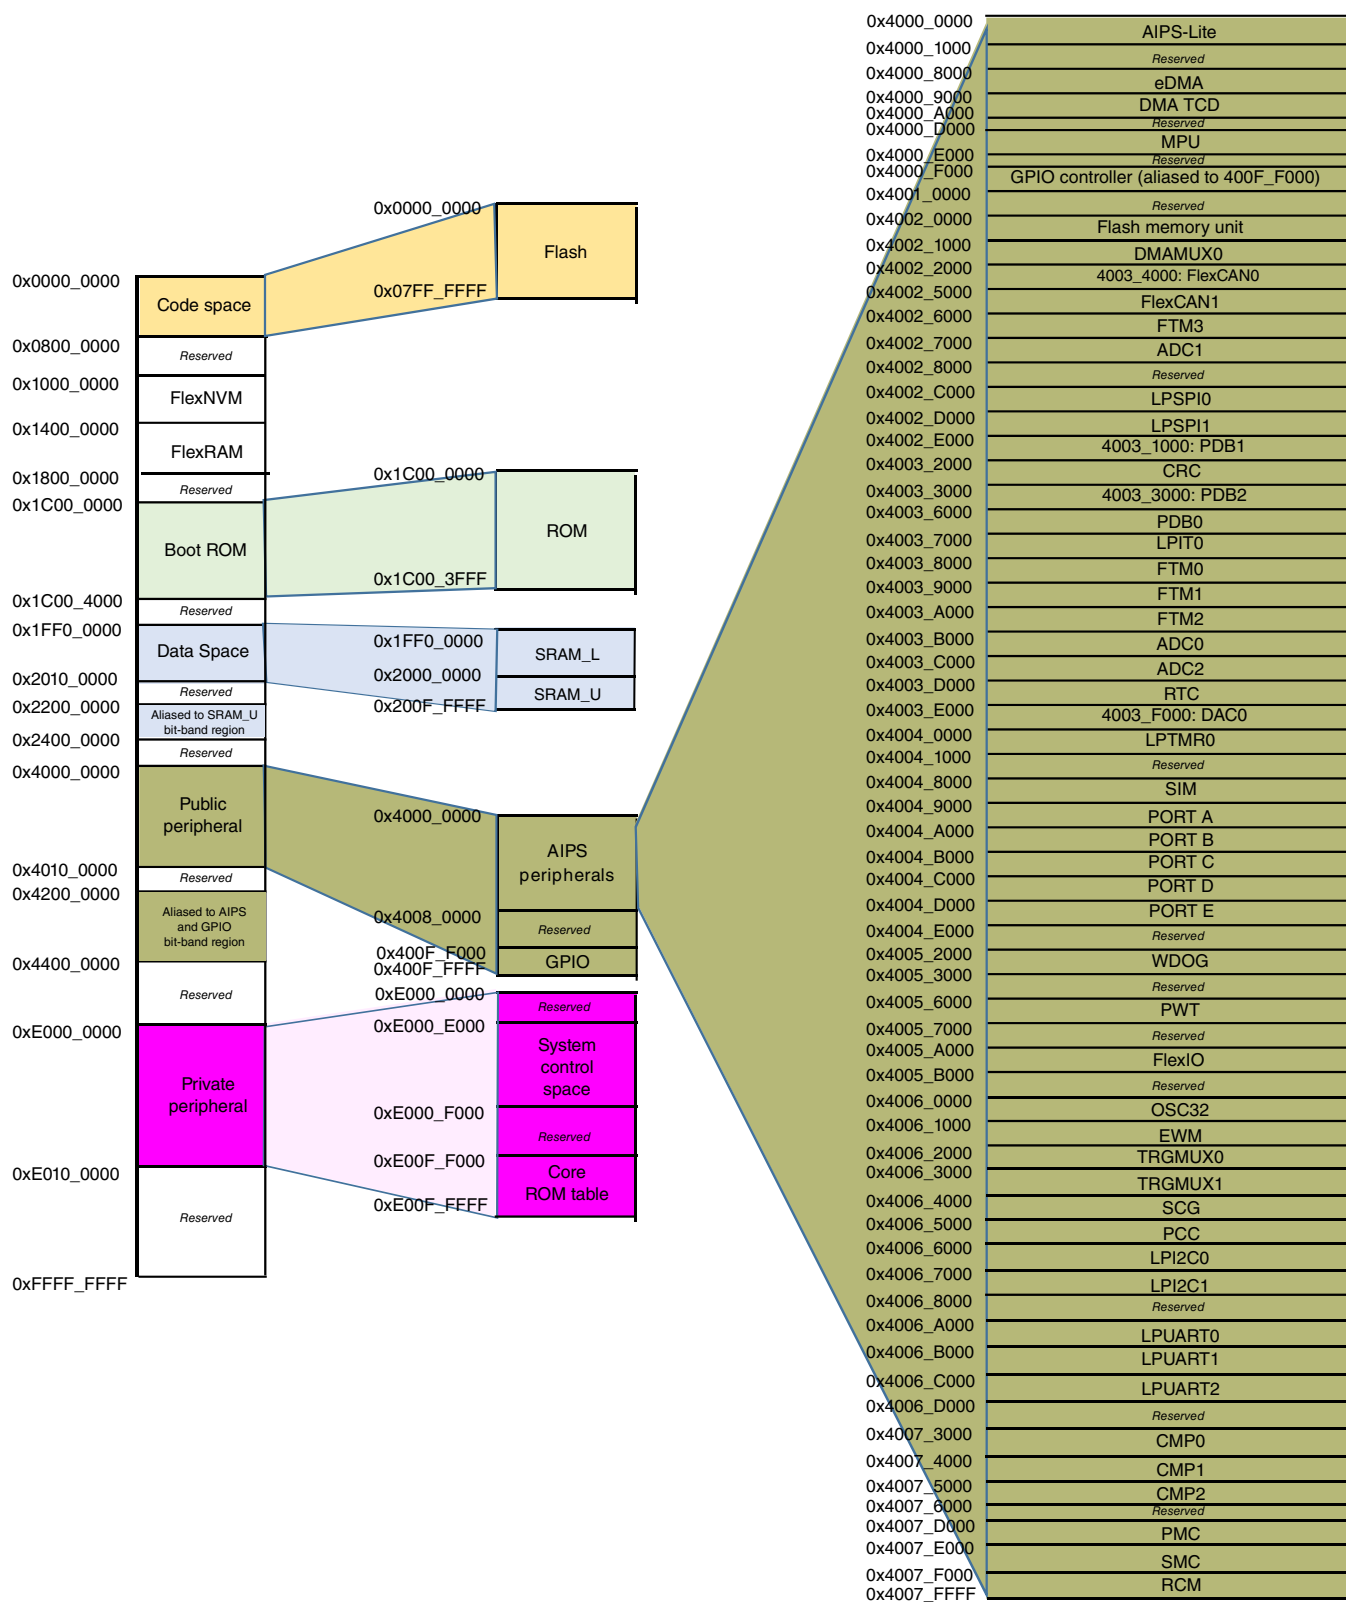 0x0000_0000
Code space
0x0800_0000
Reserved
0x1000_0000
FlexNVM
0x1400_0000
FlexRAM
0x1800_0000
Reserved
0x1C00_0000
Boot ROM
0x1C00_4000
Reserved
0x1FF0_0000
Data Space
0x2010_0000
Reserved
0x2200_0000
Aliased to SRAM_U
bit-band region
0x2400_0000
Reserved
0x4000_0000
Public
peripheral
0x4010_0000
Reserved
0x4200_0000
Aliased to AIPS
and GPIO
bit-band region
0x4400_0000
Reserved
0xE000_0000
Private
peripheral
0xE010_0000
Reserved
0xFFFF_FFFF
0x0000_0000
Flash
0x07FF_FFFF
0x1C00_0000
ROM
0x1C00_3FFF
0x1FF0_0000
SRAM_L
0x2000_0000
SRAM_U
0x200F_FFFF
0x4000_0000
AIPS
peripherals
0x4008_0000
Reserved
0x400F_F000
GPIO
0x400F_FFFF
0xE000_0000
Reserved
0xE000_E000
System
control
space
0xE000_F000
Reserved
0xE00F_F000
Core
ROM table
0xE00F_FFFF
0x4000_0000
AIPS-Lite
0x4000_1000
Reserved
0x4000_8000
eDMA
0x4000_9000
DMA TCD
0x4000_A000
Reserved
0x4000_D000
MPU
0x4000_E000
Reserved
0x4000_F000
GPIO controller (aliased to 400F_F000)
0x4001_0000
Reserved
0x4002_0000
Flash memory unit
0x4002_1000
DMAMUX0
0x4002_2000
4003_4000: FlexCAN0
0x4002_5000
FlexCAN1
0x4002_6000
FTM3
0x4002_7000
ADC1
0x4002_8000
Reserved
0x4002_C000
LPSPI0
0x4002_D000
LPSPI1
0x4002_E000
4003_1000: PDB1
0x4003_2000
CRC
0x4003_3000
4003_3000: PDB2
0x4003_6000
PDB0
0x4003_7000
LPIT0
0x4003_8000
FTM0
0x4003_9000
FTM1
0x4003_A000
FTM2
0x4003_B000
ADC0
0x4003_C000
ADC2
0x4003_D000
RTC
0x4003_E000
4003_F000: DAC0
0x4004_0000
LPTMR0
0x4004_1000
Reserved
0x4004_8000
SIM
0x4004_9000
PORT A
0x4004_A000
PORT B
0x4004_B000
PORT C
0x4004_C000
PORT D
0x4004_D000
PORT E
0x4004_E000
Reserved
0x4005_2000
WDOG
0x4005_3000
Reserved
0x4005_6000
PWT
0x4005_7000
Reserved
0x4005_A000
FlexIO
0x4005_B000
Reserved
0x4006_0000
OSC32
0x4006_1000
EWM
0x4006_2000
TRGMUX0
0x4006_3000
TRGMUX1
0x4006_4000
SCG
0x4006_5000
PCC
0x4006_6000
LPI2C0
0x4006_7000
LPI2C1
0x4006_8000
Reserved
0x4006_A000
LPUART0
0x4006_B000
LPUART1
0x4006_C000
LPUART2
0x4006_D000
Reserved
0x4007_3000
CMP0
0x4007_4000
CMP1
0x4007_5000
CMP2
0x4007_6000
Reserved
0x4007_D000
PMC
0x4007_E000
SMC
0x4007_F000
RCM
0x4007_FFFF